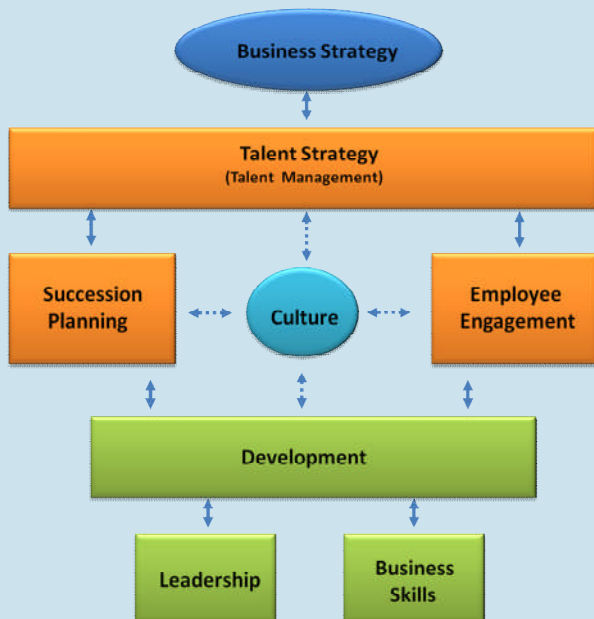 Business Strategy
Talent Strategy
(Talent Management)
Succession
Planning
Culture
Employee
Engagement
Development
Leadership
Business
Skills